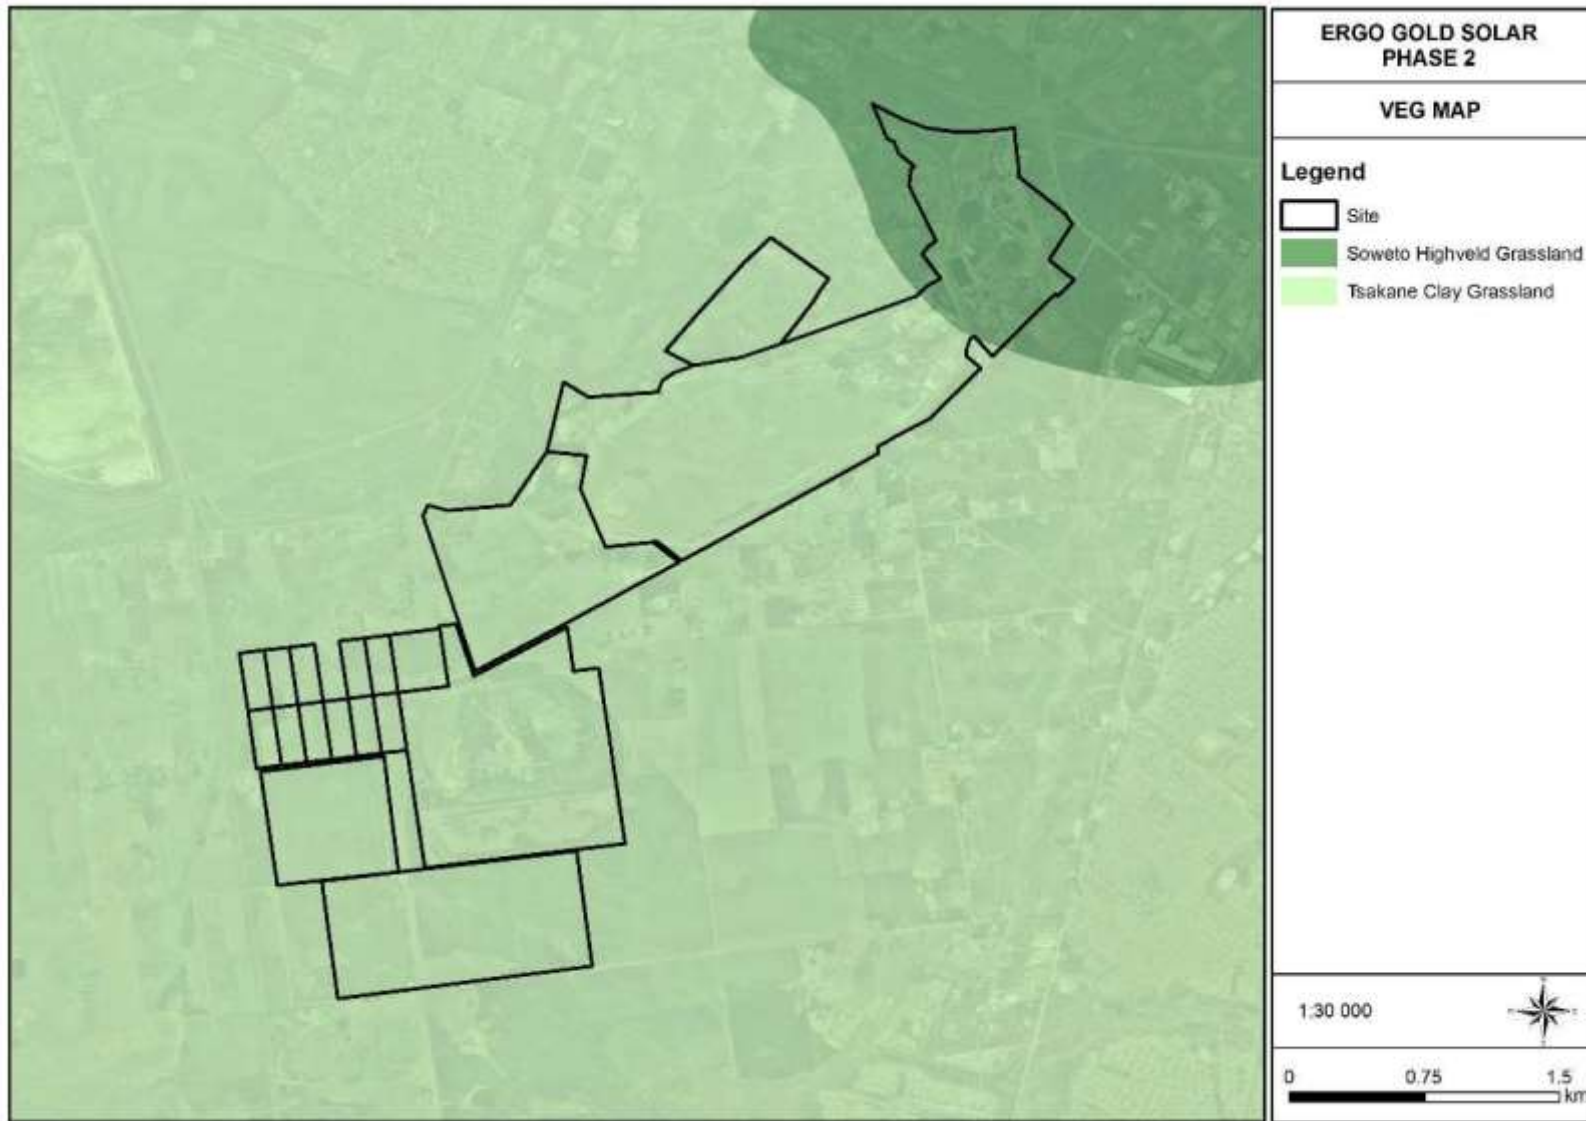 ERGO GOLD SOLAR
PHASE 2
VEG MAP
Legend
Site
Soweto Highveld Grassland
Tsakane Clay Grassland
1:30 000
0 0.75 1.5
km